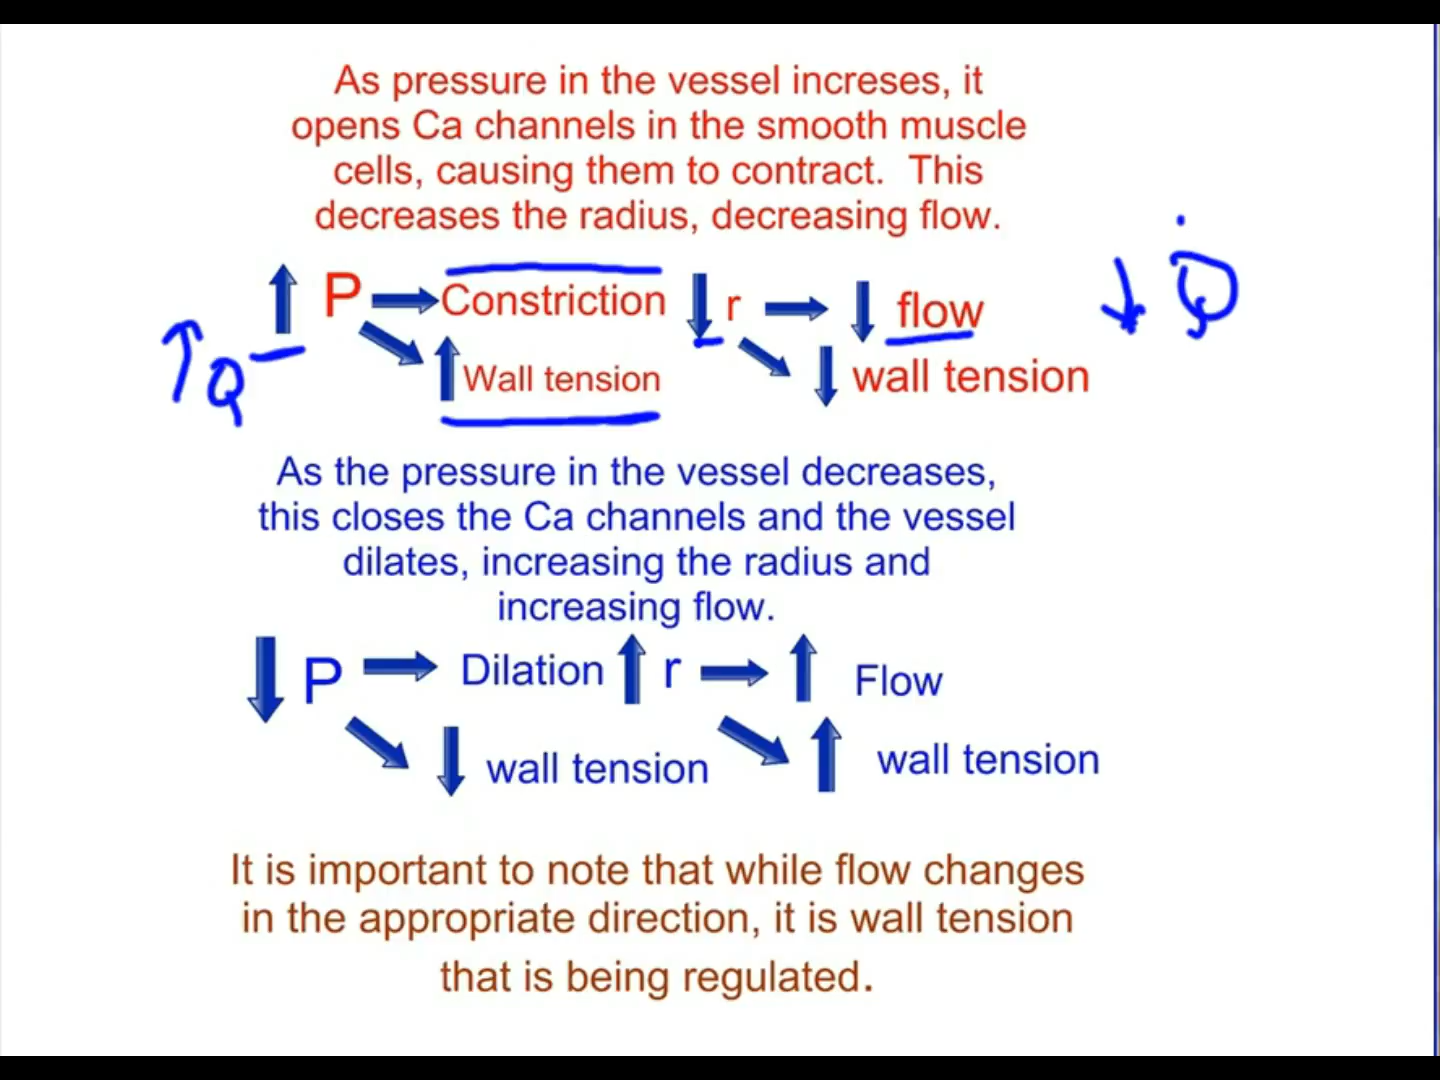 As pressure in the vessel increses, it
opens Ca channels in the smooth muscle
cells, causing them to contract. This
decreases the radius, decreasing flow.
P Constriction r flow Q
Q Wall tension wall tension
As the pressure in the vessel decreases,
this closes the Ca channels and the vessel
dilates, increasing the radius and
increasing flow.
P Dilation r Flow
wall tension wall tension
It is important to note that while flow changes
in the appropriate direction, it is wall tension
that is being regulated.